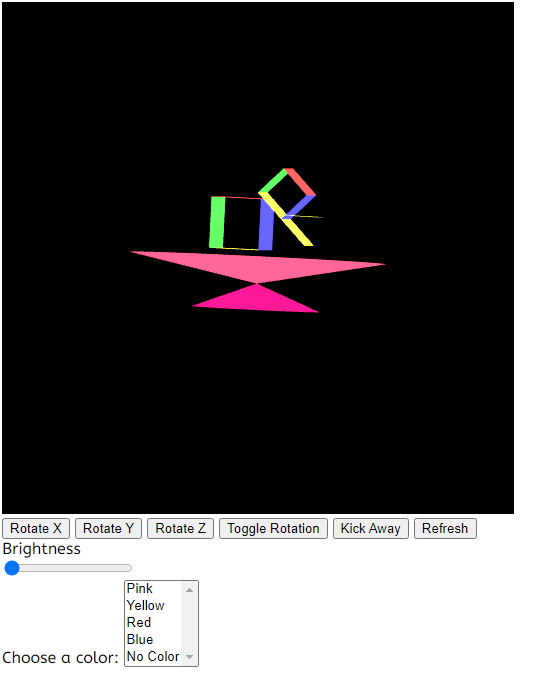 Rotate X Rotate Y Rotate Z Toggle Rotation Kick Away Refresh
Brightness
Pink
Yellow
Red
Blue
Choose a color: No Color